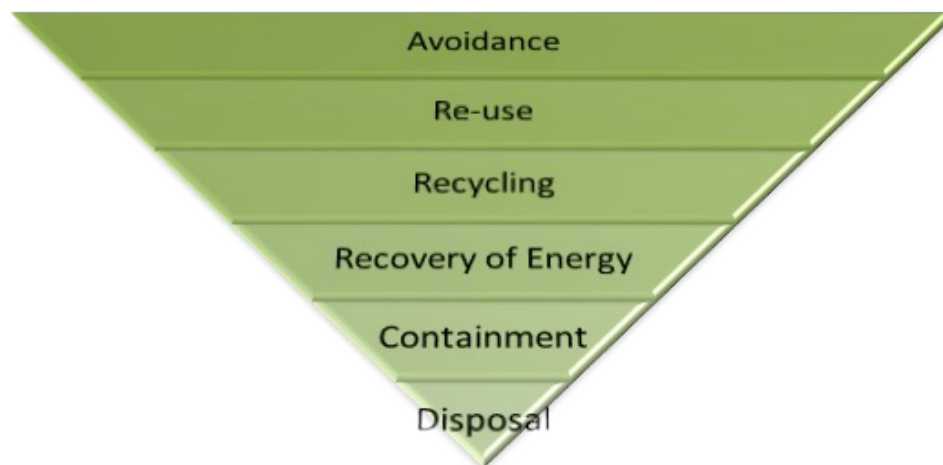 Avoidance
Re-use
Recycling
Recovery of Energy
Containment
Disposal